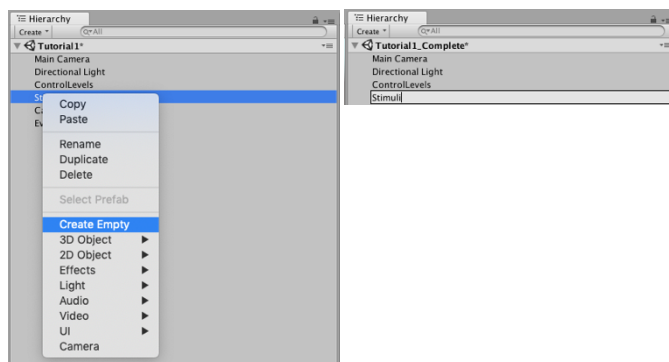 Hierarchy
Create
All
Tutorial1*
Main Camera
Directional Light
ControlLevels
Copy
Paste
Rename
Duplicate
Delete
Select Prefab
Create Empty
3D Object
2D Object
Effects
Light
Audio
Video
UI
Camera
Hierarchy
Create
All
Tutorial1_Complete*
Main Camera
Directional Light
ControlLevels
Stimuli